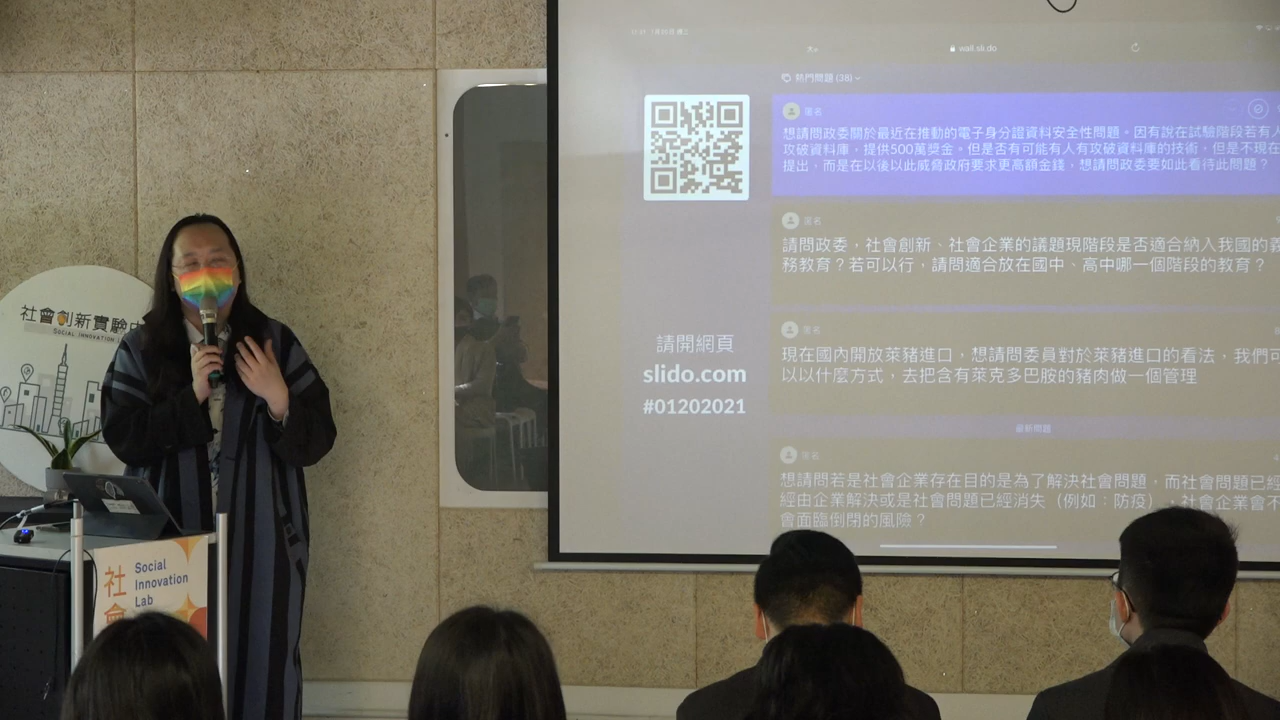 社會創新實驗中
SOCIAL INNOVATION
社會
Social
Innovation
Lab
wall.sli.do
熱門問題 (38)
請開網頁
slido.com
#01202021
匿名
想請問政委關於最近在推動的電子身分證資料安全性問題。因有說在試驗階段若有人
攻破資料庫，提供500萬獎金。但是否有可能有人有攻破資料庫的技術，但是不現在
提出，而是在以後以此威脅政府要求更高額金錢，想請問政委要如此看待此問題？
匿名
請問政委，社會創新、社會企業的議題現階段是否適合納入我國的義
務教育？若可以行，請問適合放在國中、高中哪一個階段的教育？
匿名
現在國內開放萊豬進口，想請問委員對於萊豬進口的看法，我們可
以以什麼方式，去把含有萊克多巴胺的豬肉做一個管理
最新問題
匿名
想請問若是社會企業存在目的是為了解決社會問題，而社會問題已經
經由企業解決或是社會問題已經消失（例如：防疫），社會企業會不
會面臨倒閉的風險？